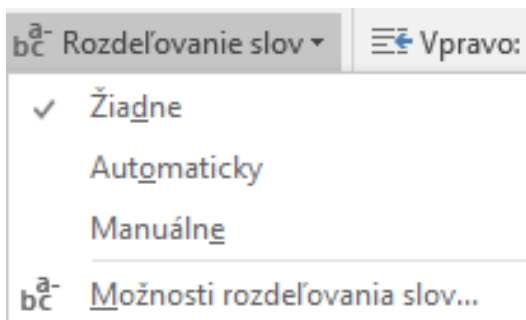 Rozdeľovanie slov Vpravo:
Žiadne
Automaticky
Manuálne
Možnosti rozdeľovania slov...